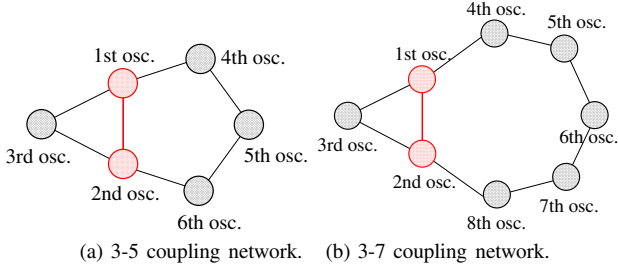 1st osc.
4th osc.
3rd osc.
5th osc.
2nd osc.
6th osc.
(a) 3-5 coupling network.
4th osc.
5th osc.
1st osc.
3rd osc.
6th osc.
2nd osc.
7th osc.
8th osc.
(b) 3-7 coupling network.